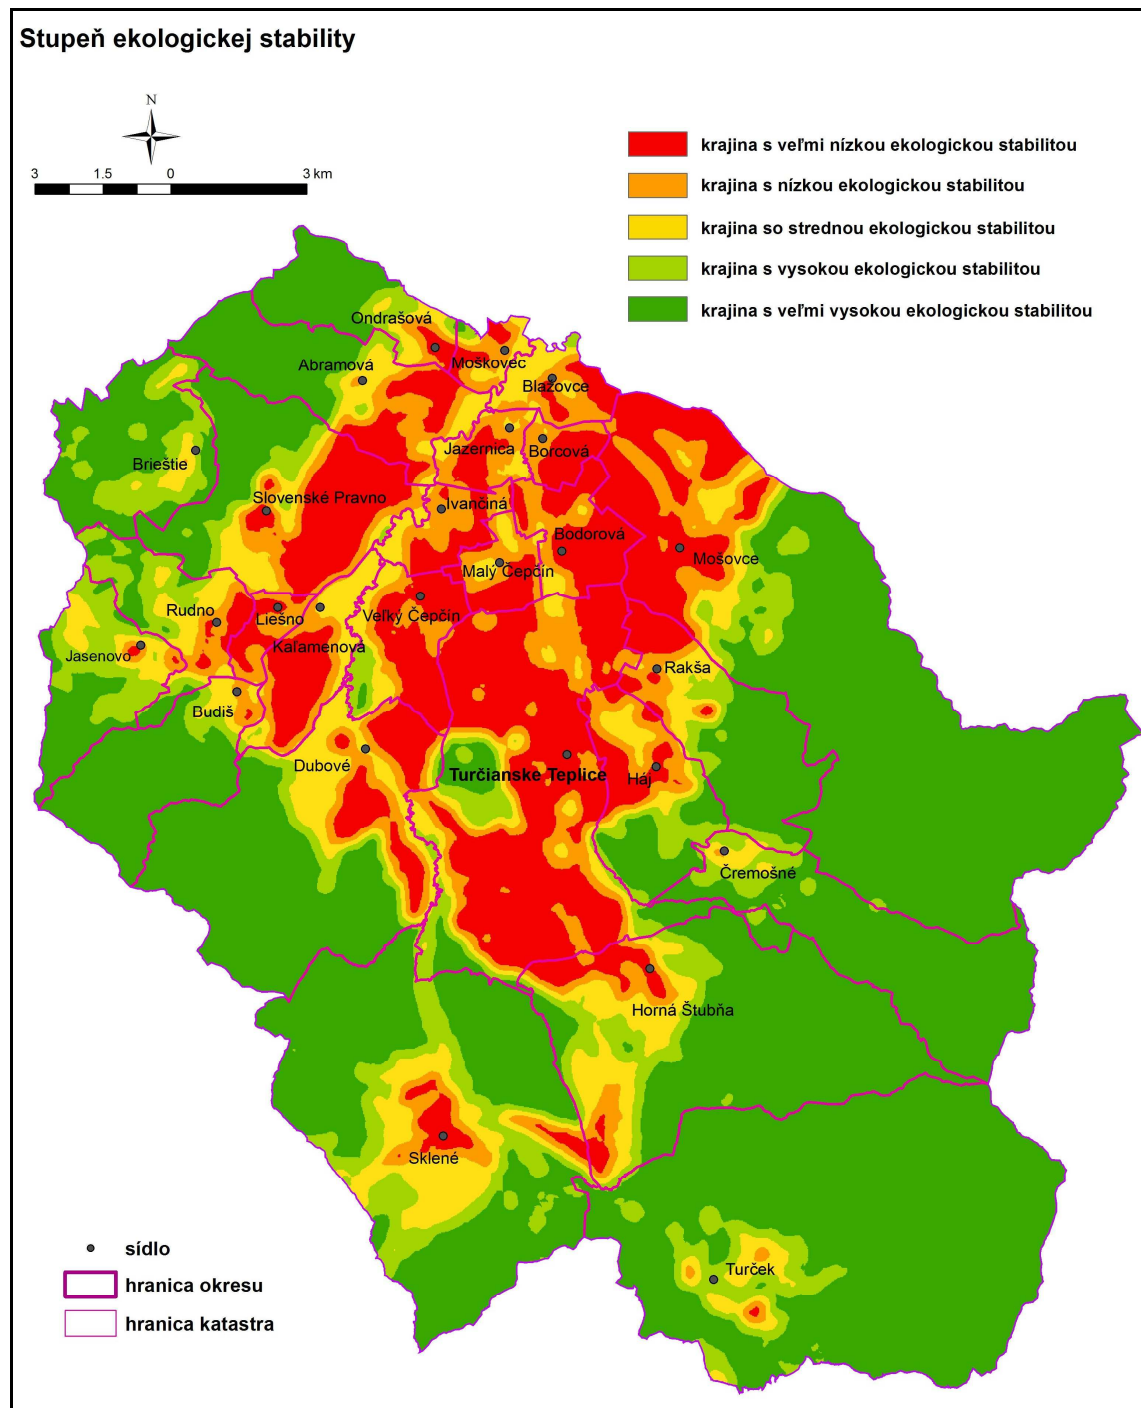 Stupeň ekologickej stability
N
3 1.5 0 3 km
krajina s veľmi nízkou ekologickou stabilitou
krajina s nízkou ekologickou stabilitou
krajina so strednou ekologickou stabilitou
krajina s vysokou ekologickou stabilitou
krajina s veľmi vysokou ekologickou stabilitou
Ondrašová
Moškovec
Abramová
Blažovce
Jazernica
Borcová
Brieštie
Slovenské Pravno
Ivančiná
Bodorová
Mošovce
Malý Čepčín
Rudno
Liešno
Veľký Čepčín
Jasenovo
Kaľamenová
Rakša
Budiš
Dubové
Turčianske Teplice
Háj
Čremošné
Horná Štubňa
Sklené
Turček
sídlo
hranica okresu
hranica katastra